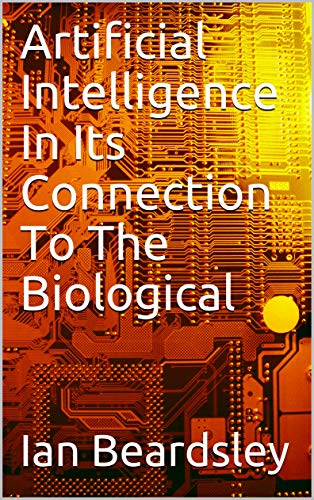 Artificial
Intelligence
In Its
Connection
To The
Biological
Ian Beardsley